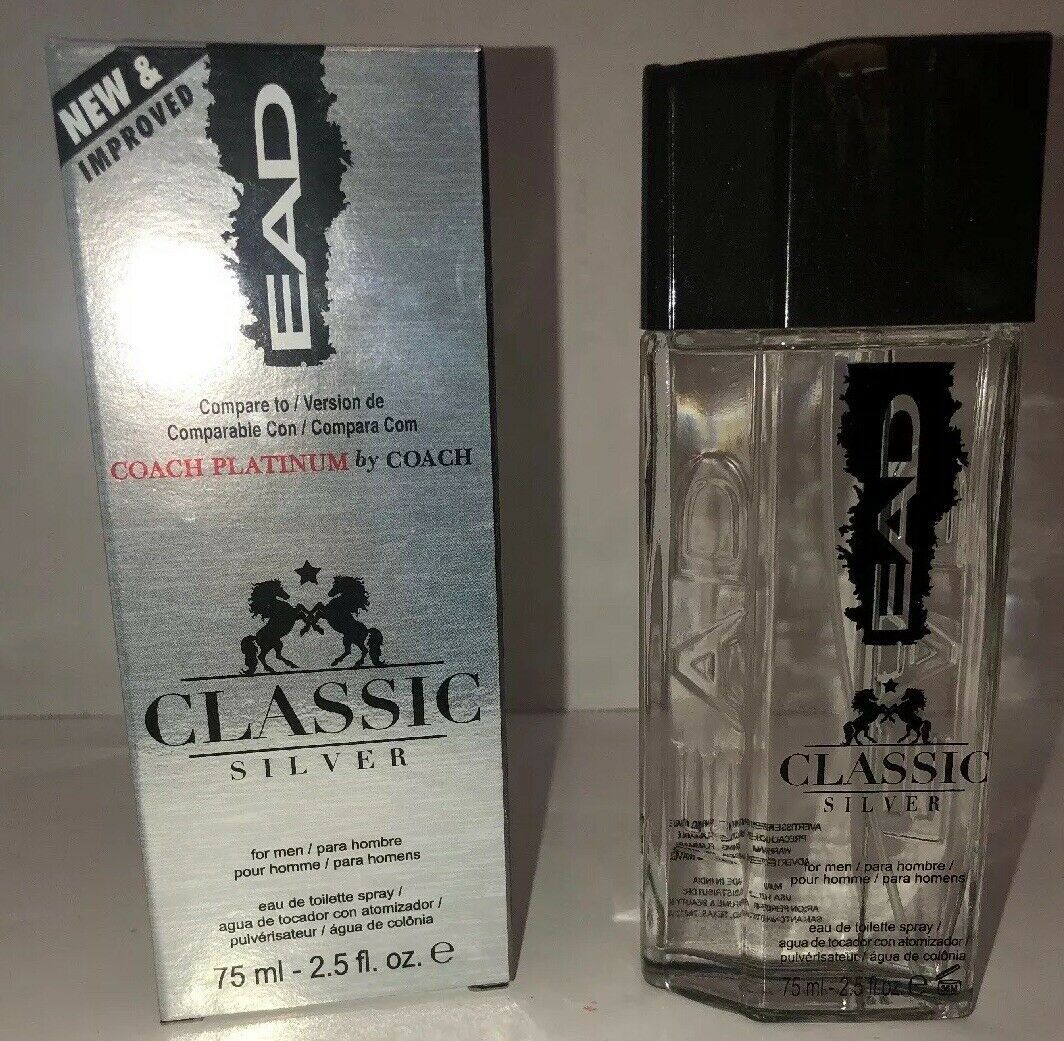 NEW &
IMPROVED
EAD
Compare to / Version de
Comparable Con / Compara Com
COACH PLATINUM by COACH
CLASSIC
SILVER
for men / para hombre
pour homme / para homens
eau de toilette spray /
agua de tocador con atomizador /
pulvérisateur / água de colônia
75 ml - 2.5 fl. oz. e
EAD
CLASSIC
SILVER
for men / para hombre /
pour homme / para homens
eau de toilette spray /
agua de tocador con atomizador /
pulvérisateur / água de colônia
75 ml - 2.5 fl. oz. e